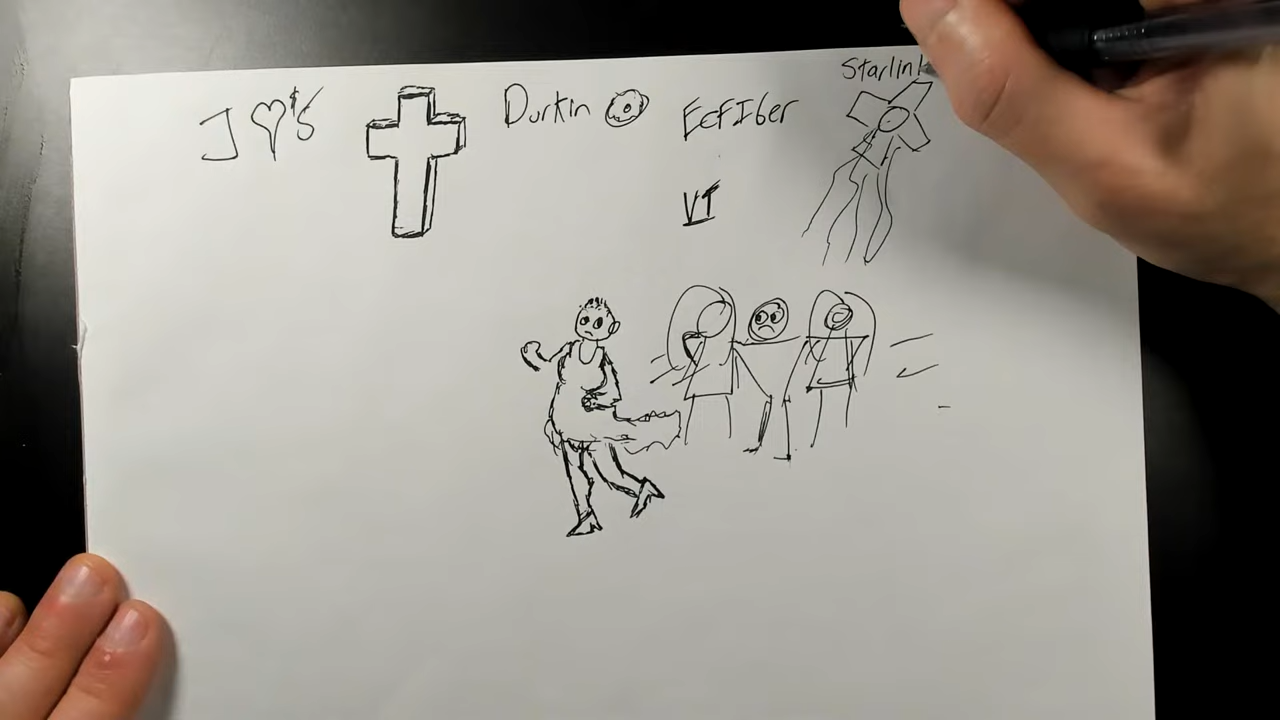 J ♥'s
Durkin
EcFIber
VT
Starlink